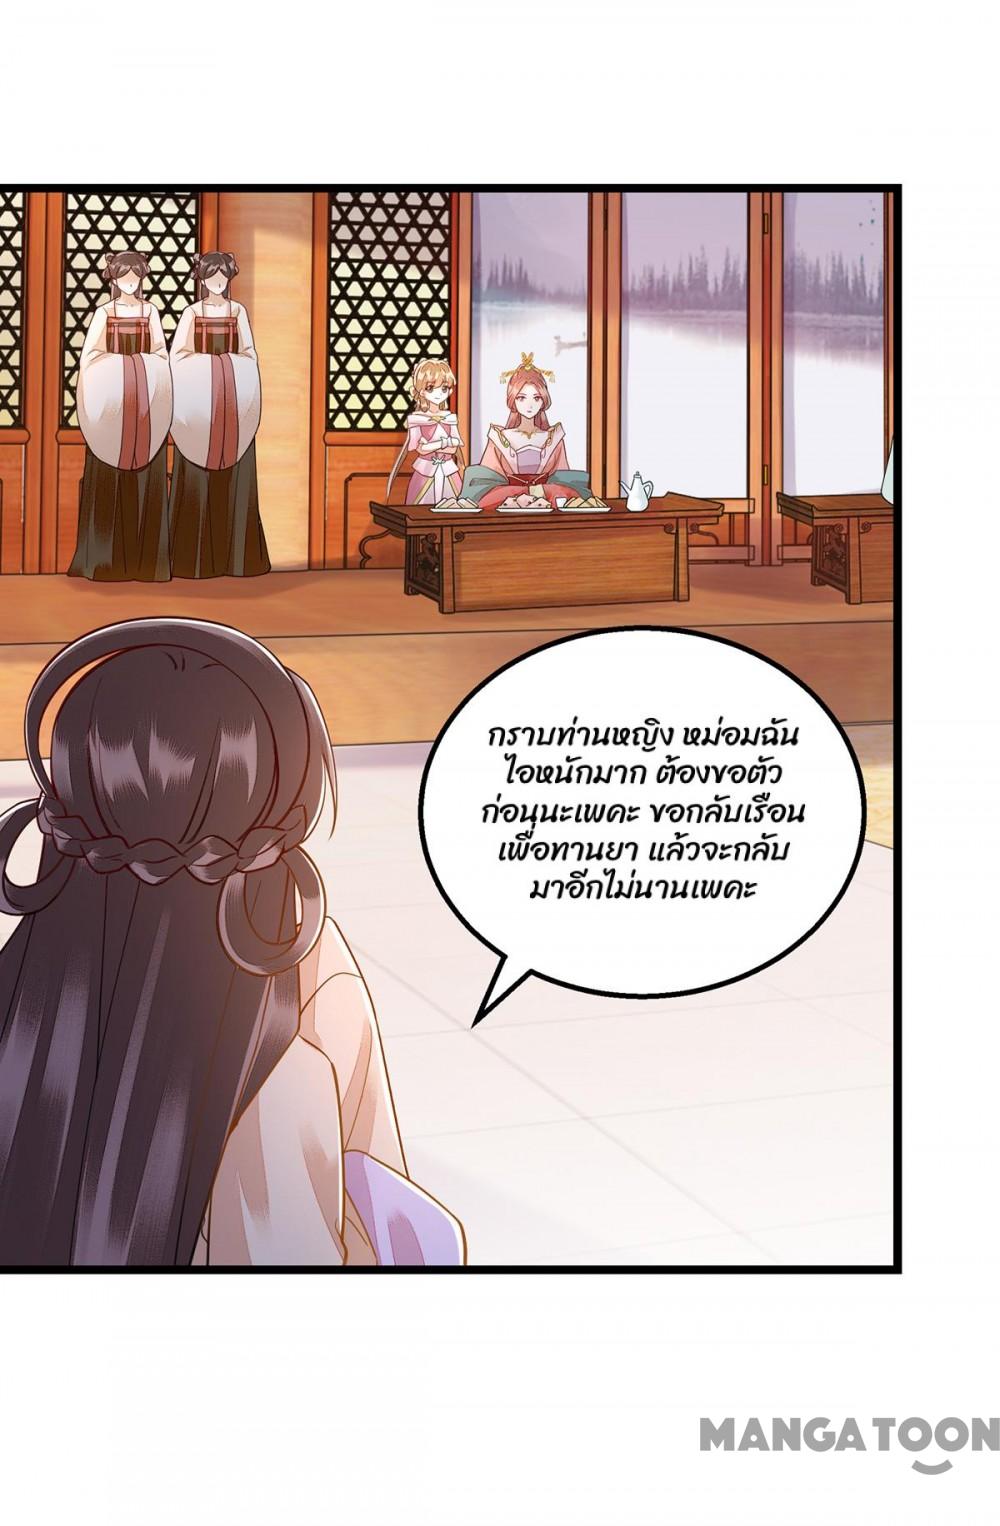 กราบท่านหญิง หม่อมฉัน
ไอหนักมาก ต้องขอตัว
ก่อนนะเพคะ ขอกลับเรือน
เพื่อทานยา แล้วจะกลับ
มาอีกไม่นานเพคะ
MANGATOON